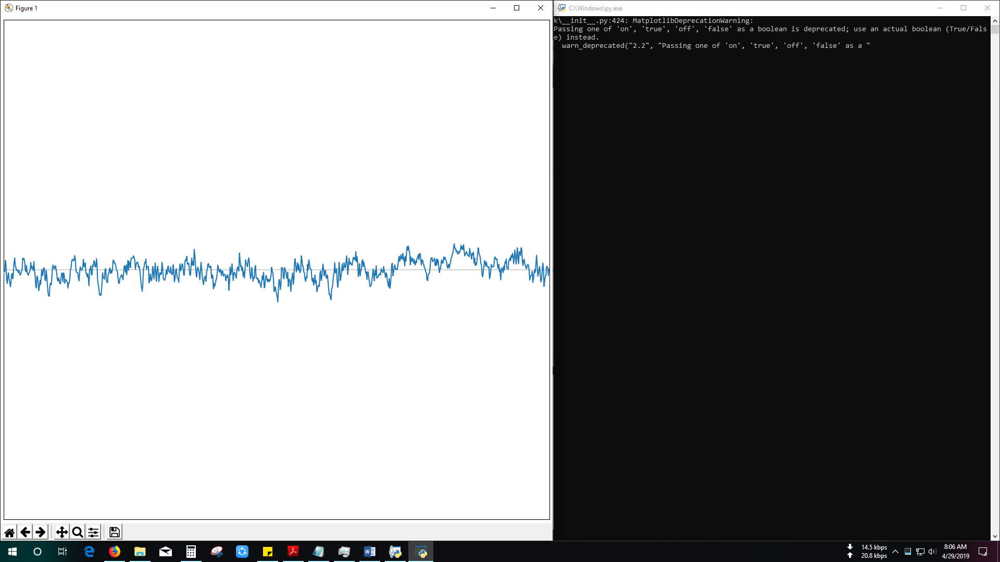 Figure 1
C:\Windows\py.exe
k\__init__.py:424: MatplotlibDeprecationWarning:
Passing one of 'on', 'true', 'off', 'false' as a boolean is deprecated; use an actual boolean (True/Fals
e) instead.
  warn_deprecated("2.2", "Passing one of 'on', 'true', 'off', 'false' as a "
14.5 kbps
20.8 kbps
8:06 AM
4/29/2019